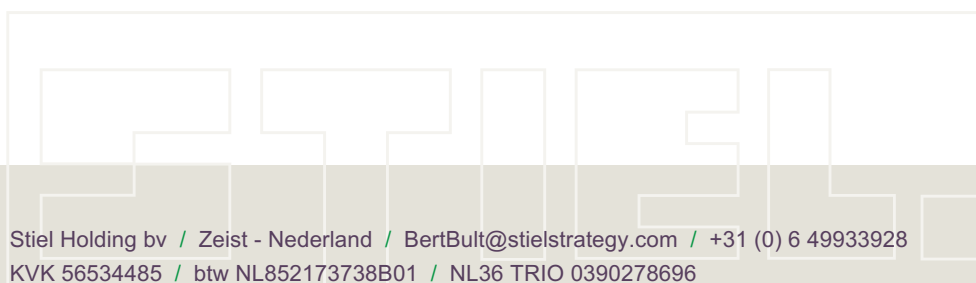 STIEL
Stiel Holding bv / Zeist - Nederland / BertBult@stielstrategy.com / +31 (0) 6 49933928
KVK 56534485 / btw NL852173738B01 / NL36 TRIO 0390278696